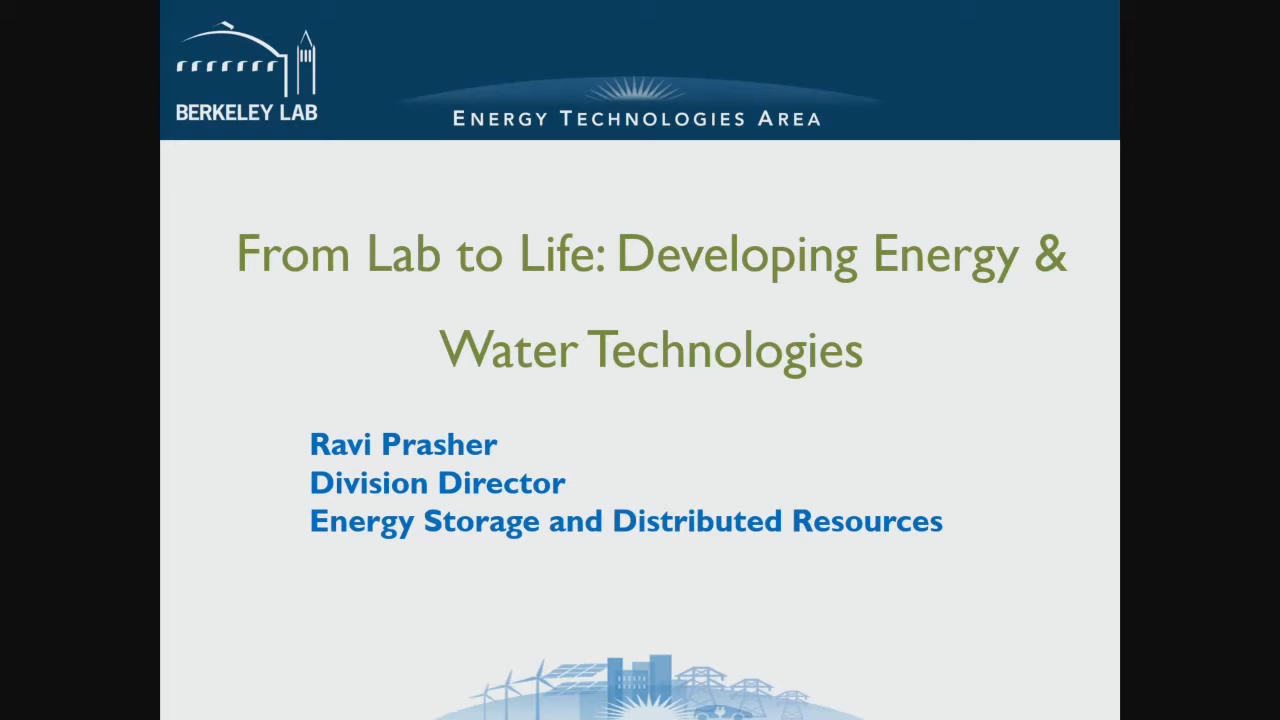 BERKELEY LAB
ENERGY TECHNOLOGIES AREA
From Lab to Life: Developing Energy &
Water Technologies
Ravi Prasher
Division Director
Energy Storage and Distributed Resources